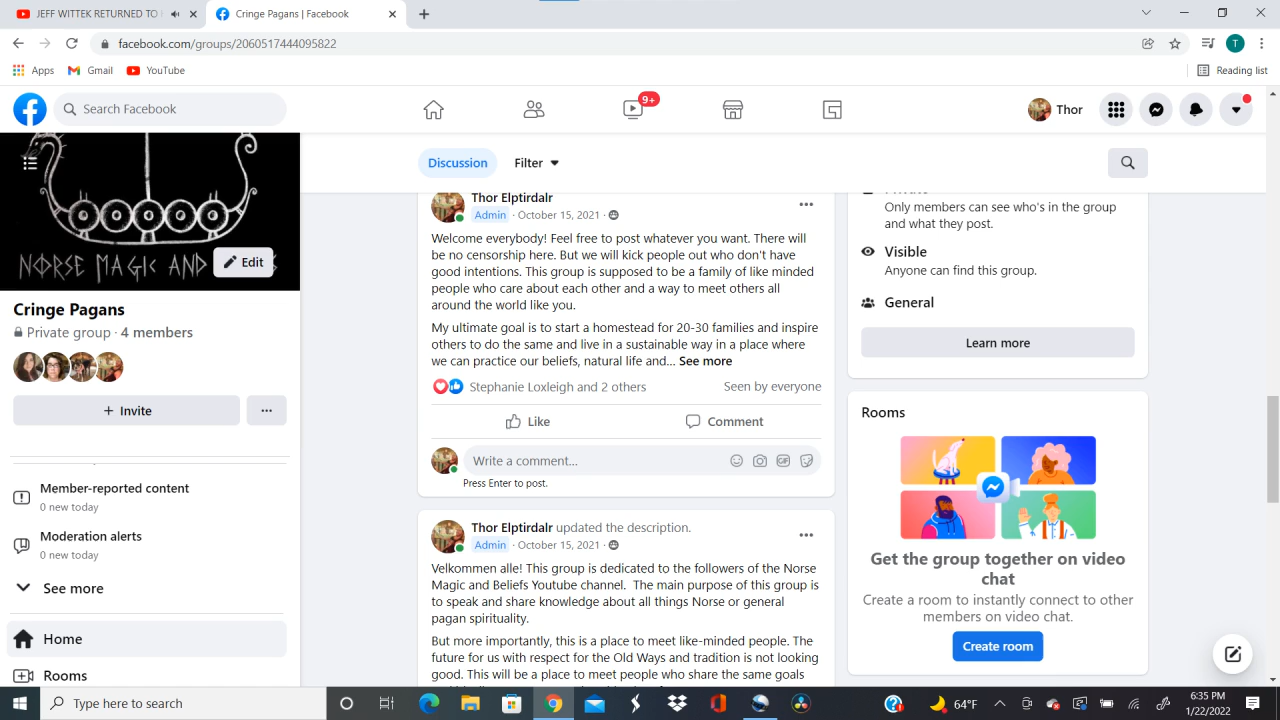 JEFF WITTEK RETURNED TO
Cringe Pagans | Facebook
facebook.com/groups/2060517444095822
Apps
Gmail
YouTube
Reading list
Search Facebook
9+
Thor
NORSE MAGIC AND
Edit
Cringe Pagans
Private group · 4 members
+ Invite
Member-reported content
0 new today
Moderation alerts
0 new today
See more
Home
Rooms
Discussion
Filter
Thor Elptirdalr
Admin · October 15, 2021 ·
Welcome everybody! Feel free to post whatever you want. There will
be no censorship here. But we will kick people out who don't have
good intentions. This group is supposed to be a family of like minded
people who care about each other and a way to meet others all
around the world like you.
My ultimate goal is to start a homestead for 20-30 families and inspire
others to do the same and live in a sustainable way in a place where
we can practice our beliefs, natural life and... See more
Stephanie Loxleigh and 2 others
Seen by everyone
Like
Comment
Write a comment...
GIF
Press Enter to post.
Thor Elptirdalr updated the description.
Admin · October 15, 2021 ·
Velkommen alle! This group is dedicated to the followers of the Norse
Magic and Beliefs Youtube channel. The main purpose of this group is
to speak and share knowledge about all things Norse or general
pagan spirituality.
But more importantly, this is a place to meet like-minded people. The
future for us with respect for the Old Ways and tradition is not looking
good. This will be a place to meet people who share the same goals
Only members can see who's in the group
and what they post.
Visible
Anyone can find this group.
General
Learn more
Rooms
Get the group together on video
chat
Create a room to instantly connect to other
members on video chat.
Create room
Type here to search
64°F
6:35 PM
1/22/2022